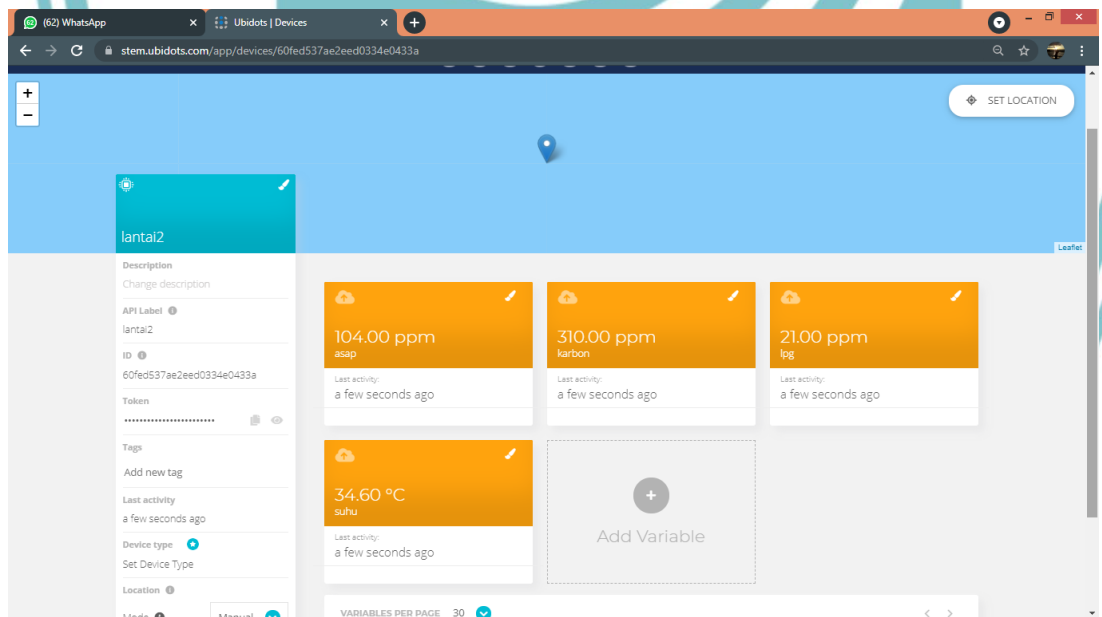 (62) WhatsApp
Ubidots | Devices
stem.ubidots.com/app/devices/60fed537ae2eed0334e0433a
+
−
SET LOCATION
lantai2
Leaflet
Description
Change description
API Label
lantai2
ID
60fed537ae2eed0334e0433a
Token
Tags
Add new tag
Last activity
a few seconds ago
Device type
Set Device Type
Location
Manual
104.00 ppm
asap
Last activity:
a few seconds ago
310.00 ppm
karbon
Last activity:
a few seconds ago
21.00 ppm
lpg
Last activity:
a few seconds ago
34.60 °C
suhu
Last activity:
a few seconds ago
Add Variable
VARIABLES PER PAGE 30